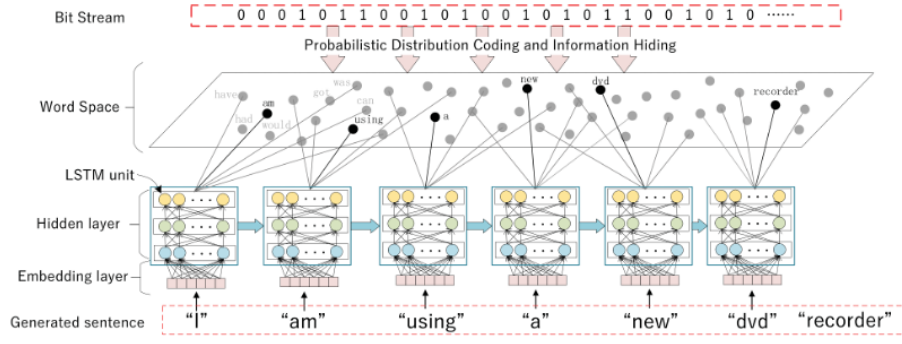 Bit Stream
0 0 0 1 0 1 1 0 0 1 0 1 0 0 1 0 1 0 1 1 0 0 1 0 1 0 ······
Probabilistic Distribution Coding and Information Hiding
Word Space
have
am
was
got
can
had
would
using
a
new
dvd
recorder
LSTM unit
Hidden layer
Embedding layer
Generated sentence
“I” “am” “using” “a” “new” “dvd” “recorder”